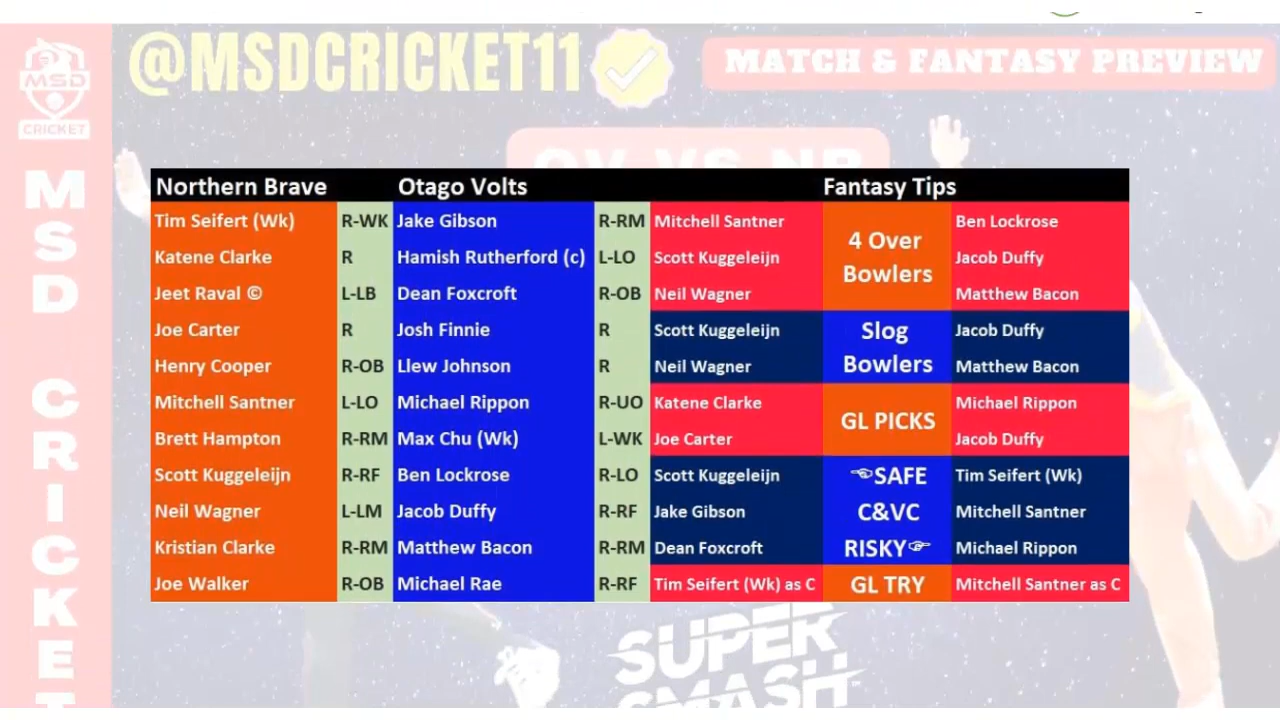 @MSDCRICKET11
MATCH & FANTASY PREVIEW
MSD
CRICKET
MSD CRICKET
OV VS NB
Northern Brave Otago Volts Fantasy Tips
Tim Seifert (Wk) R-WK Jake Gibson R-RM Mitchell Santner 4 Over Bowlers Ben Lockrose
Katene Clarke R Hamish Rutherford (c) L-LO Scott Kuggeleijn Jacob Duffy
Jeet Raval © L-LB Dean Foxcroft R-OB Neil Wagner Matthew Bacon
Joe Carter R Josh Finnie R Scott Kuggeleijn Slog Bowlers Jacob Duffy
Henry Cooper R-OB Llew Johnson R Neil Wagner Matthew Bacon
Mitchell Santner L-LO Michael Rippon R-UO Katene Clarke GL PICKS Michael Rippon
Brett Hampton R-RM Max Chu (Wk) L-WK Joe Carter Jacob Duffy
Scott Kuggeleijn R-RF Ben Lockrose R-LO Scott Kuggeleijn ☜SAFE Tim Seifert (Wk)
Neil Wagner L-LM Jacob Duffy R-RF Jake Gibson C&VC Mitchell Santner
Kristian Clarke R-RM Matthew Bacon R-RM Dean Foxcroft RISKY☞ Michael Rippon
Joe Walker R-OB Michael Rae R-RF Tim Seifert (Wk) as C GL TRY Mitchell Santner as C
SUPER
SMASH